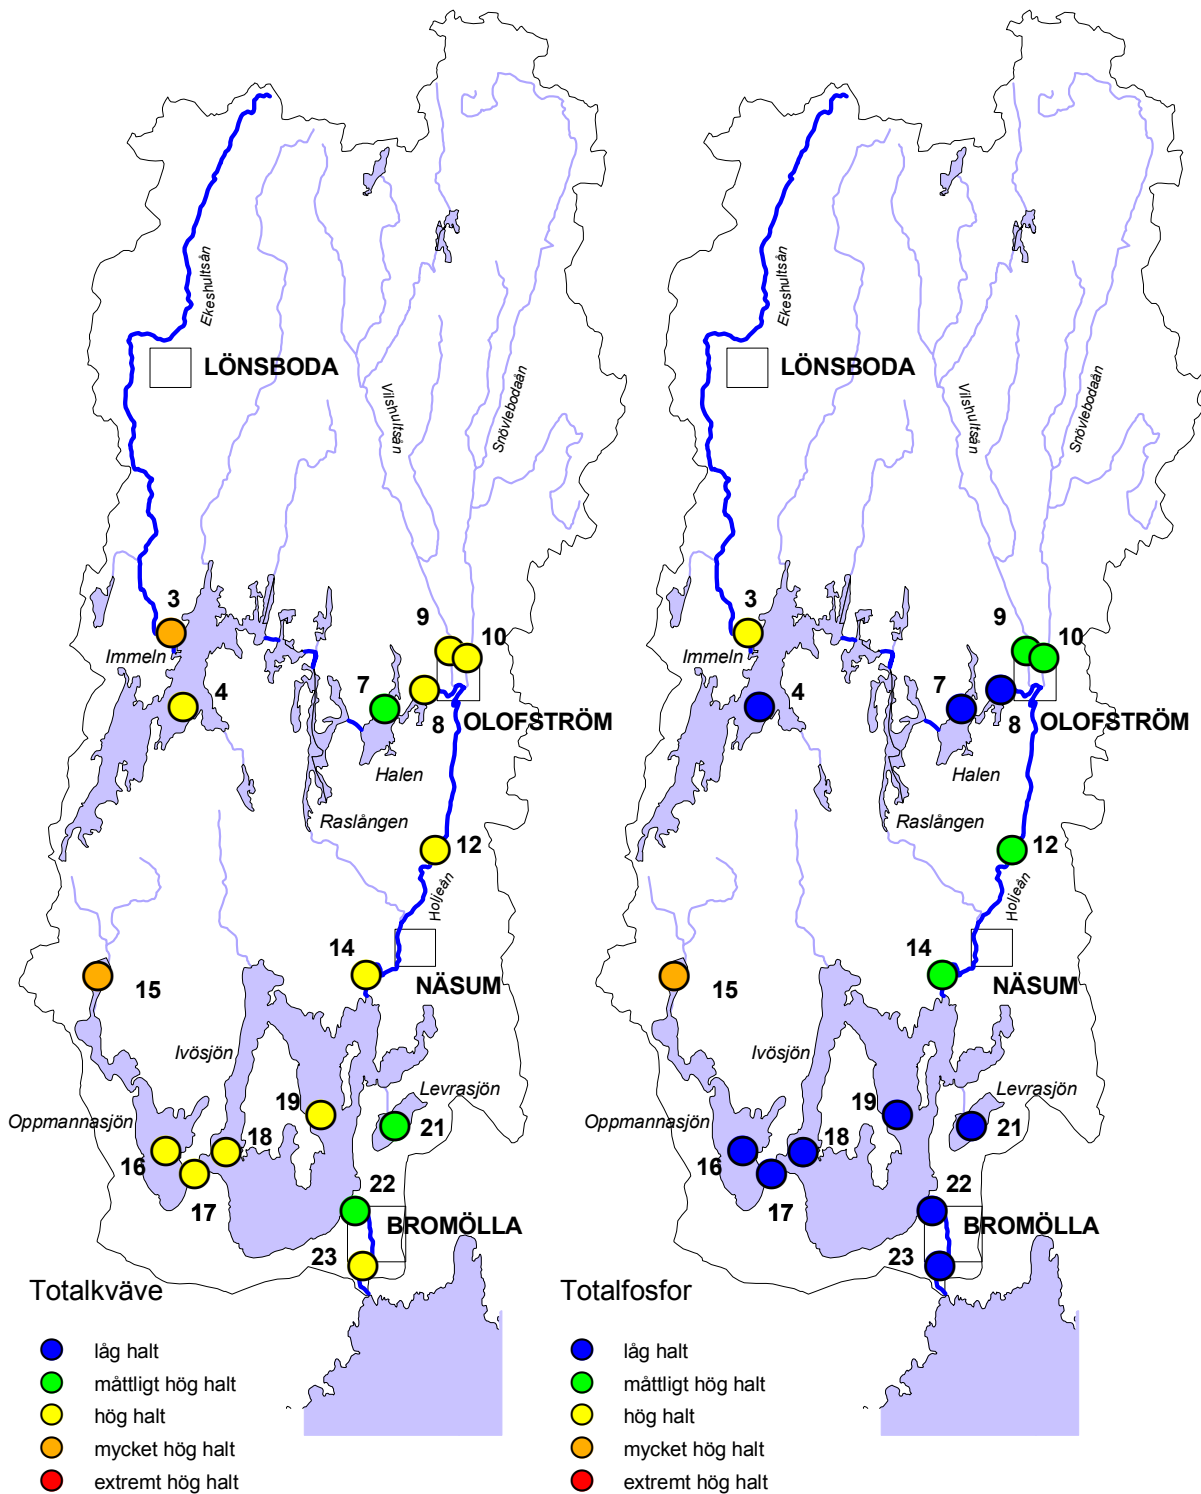 Ekeshultsån
LÖNSBODA
Vilshultsån
Snövlebodaån
3
9
10
Immeln
4
7
8
OLOFSTRÖM
Halen
Raslången
12
Holjeån
14
15
NÄSUM
Ivösjön
Levrasjön
19
Oppmannasjön
21
18
16
22
17
BROMÖLLA
23
Totalkväve
låg halt
måttligt hög halt
hög halt
mycket hög halt
extremt hög halt
Ekeshultsån
LÖNSBODA
Vilshultsån
Snövlebodaån
3
9
10
Immeln
4
7
8
OLOFSTRÖM
Halen
Raslången
12
Holjeån
14
15
NÄSUM
Ivösjön
Levrasjön
19
Oppmannasjön
21
18
16
22
17
BROMÖLLA
23
Totalfosfor
låg halt
måttligt hög halt
hög halt
mycket hög halt
extremt hög halt